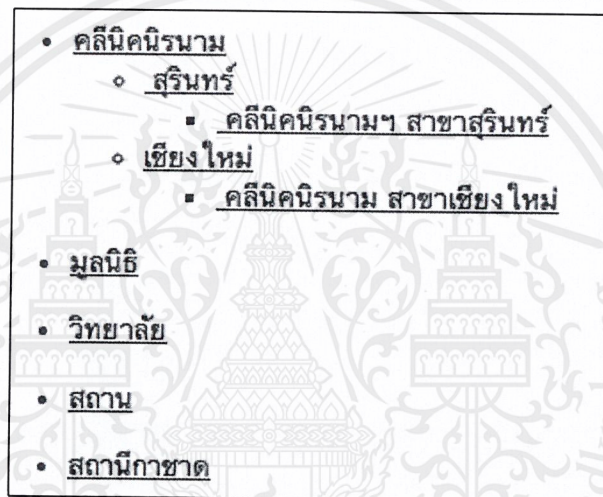 • คลีนิคนิรนาม
◦ สุรินทร์
▪ คลีนิคนิรนามฯ สาขาสุรินทร์
◦ เชียงใหม่
▪ คลีนิคนิรนาม สาขาเชียงใหม่
• มูลนิธิ
• วิทยาลัย
• สถาน
• สถานีกาชาด